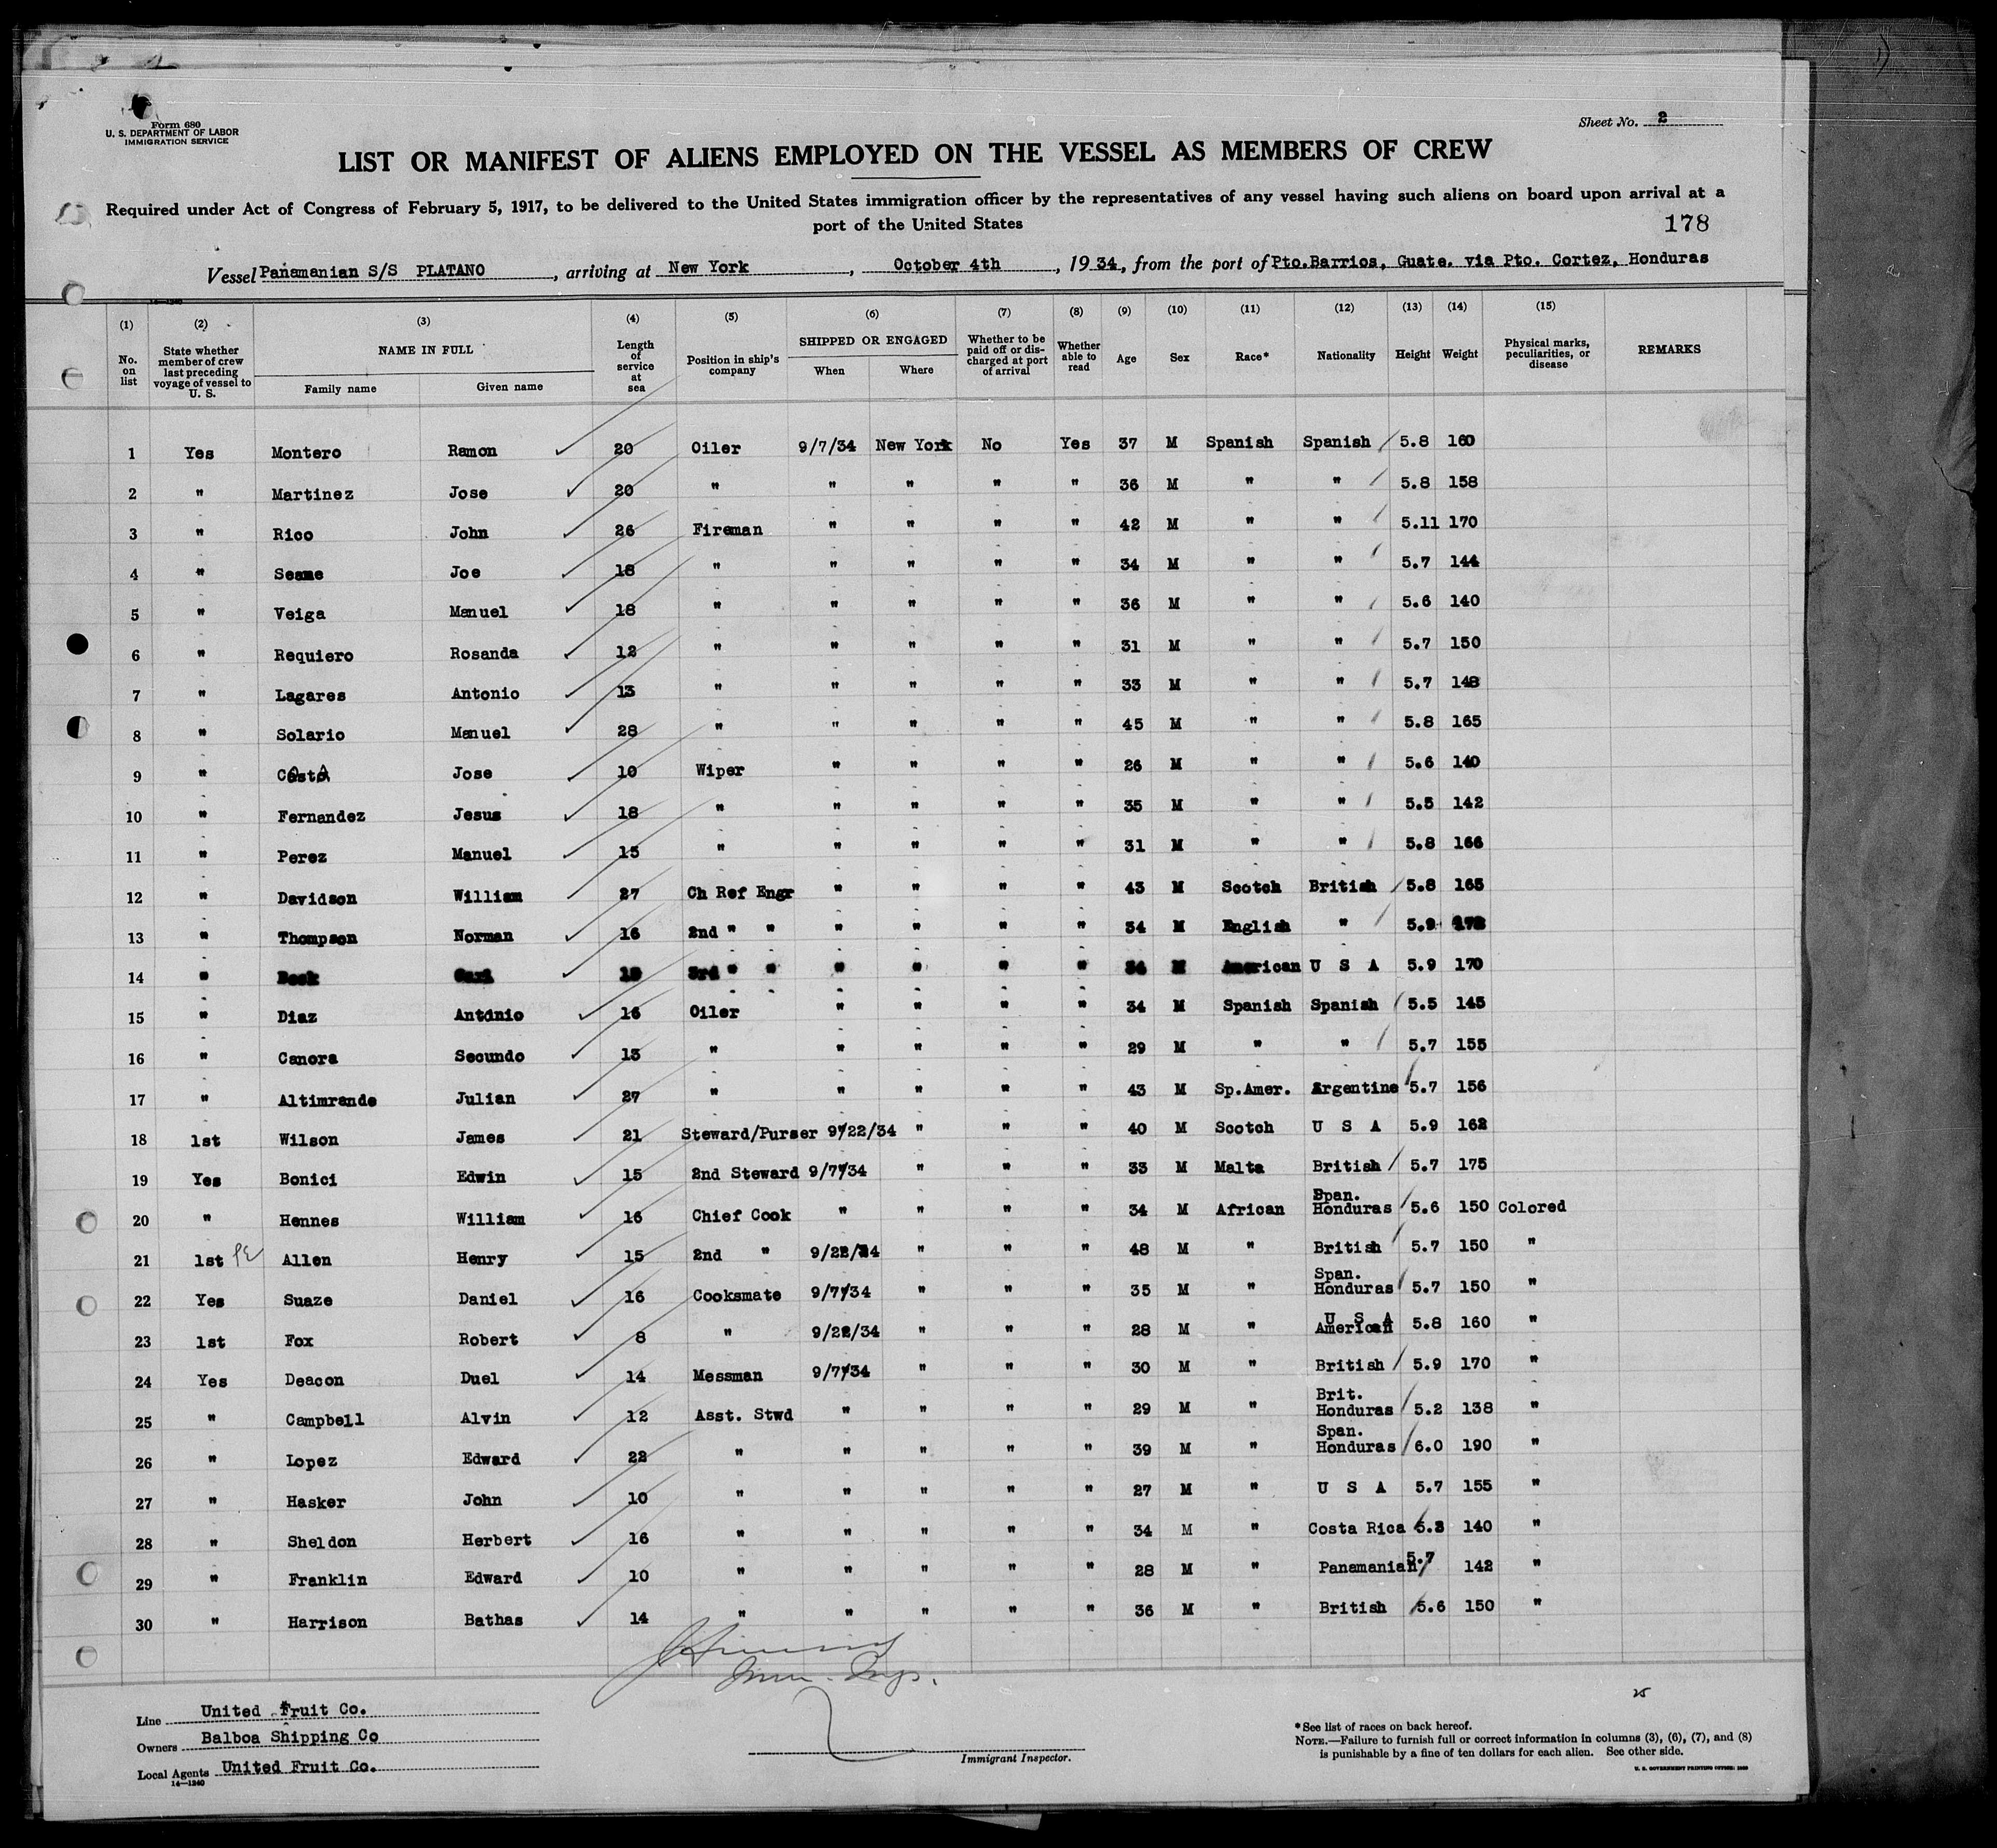 Form 680
U. S. DEPARTMENT OF LABOR
IMMIGRATION SERVICE
Sheet No. 2
LIST OR MANIFEST OF ALIENS EMPLOYED ON THE VESSEL AS MEMBERS OF CREW
Required under Act of Congress of February 5, 1917, to be delivered to the United States immigration officer by the representatives of any vessel having such aliens on board upon arrival at a
port of the United States
178
Vessel Panamanian S/S PLATANO, arriving at New York, October 4th, 1934, from the port of Pto.Barrios, Guate. via Pto. Cortez, Honduras
14—1240
(1) (2) (3) (4) (5) (6) (7) (8) (9) (10) (11) (12) (13) (14) (15)
No. on list | State whether member of crew last preceding voyage of vessel to U. S. | NAME IN FULL Family name Given name | Length of service at sea | Position in ship's company | SHIPPED OR ENGAGED When Where | Whether to be paid off or discharged at port of arrival | Whether able to read | Age | Sex | Race* | Nationality | Height | Weight | Physical marks, peculiarities, or disease | REMARKS
1 Yes Montero Ramon 20 Oiler 9/7/34 New York No Yes 37 M Spanish Spanish 5.8 160
2 " Martinez Jose 20 " " " " " 36 M " " 5.8 158
3 " Rico John 26 Fireman " " " " 42 M " " 5.11 170
4 " Seame Joe 18 " " " " " 34 M " " 5.7 144
5 " Veiga Manuel 18 " " " " " 36 M " " 5.6 140
6 " Requiero Rosanda 12 " " " " " 31 M " " 5.7 150
7 " Lagares Antonio 13 " " " " " 33 M " " 5.7 148
8 " Solario Manuel 28 " " " " " 45 M " " 5.8 165
9 " Casta Jose 10 Wiper " " " " 26 M " " 5.6 140
10 " Fernandez Jesus 18 " " " " " 35 M " " 5.5 142
11 " Perez Manuel 15 " " " " " 31 M " " 5.8 166
12 " Davidson William 27 Ch Ref Engr " " " " 43 M Scotch British 5.8 165
13 " Thompson Norman 16 2nd " " " " " " 34 M English " 5.9 172
14 " 3rd " " " " " " M American U S A 5.9 170
15 " Diaz Antonio 16 Oiler " " " " 34 M Spanish Spanish 5.5 145
16 " Canora Secundo 13 " " " " " 29 M " " 5.7 155
17 " Altimrande Julian 27 " " " " " 43 M Sp.Amer. Argentine 5.7 156
18 1st Wilson James 21 Steward/Purser 9/22/34 " " " 40 M Scotch U S A 5.9 162
19 Yes Bonici Edwin 15 2nd Steward 9/7/34 " " " 33 M Malta British 5.7 175
20 " Hennes William 16 Chief Cook " " " " 34 M African Span. Honduras 5.6 150 Colored
21 1st Allen Henry 15 2nd " 9/22/34 " " " 48 M " British 5.7 150 "
22 Yes Suaze Daniel 16 Cooksmate 9/7/34 " " " 35 M " Span. Honduras 5.7 150 "
23 1st Fox Robert 8 " 9/22/34 " " " 28 M " U S A American 5.8 160 "
24 Yes Deacon Duel 14 Messman 9/7/34 " " " 30 M " British 5.9 170 "
25 " Campbell Alvin 12 Asst. Stwd " " " " 29 M " Brit. Honduras 5.2 138 "
26 " Lopez Edward 22 " " " " " 39 M " Span. Honduras 6.0 190 "
27 " Hasker John 10 " " " " " 27 M " U S A 5.7 155 "
28 " Sheldon Herbert 16 " " " " " 34 M " Costa Rica 5.3 140 "
29 " Franklin Edward 10 " " " " " 28 M " Panamanian 5.7 142 "
30 " Harrison Bathas 14 " " " " " 36 M " British 5.6 150 "
Line United Fruit Co.
Owners Balboa Shipping Co
Local Agents United Fruit Co.
14—1240
Immigrant Inspector.
*See list of races on back hereof.
NOTE.—Failure to furnish full or correct information in columns (3), (6), (7), and (8)
is punishable by a fine of ten dollars for each alien. See other side.